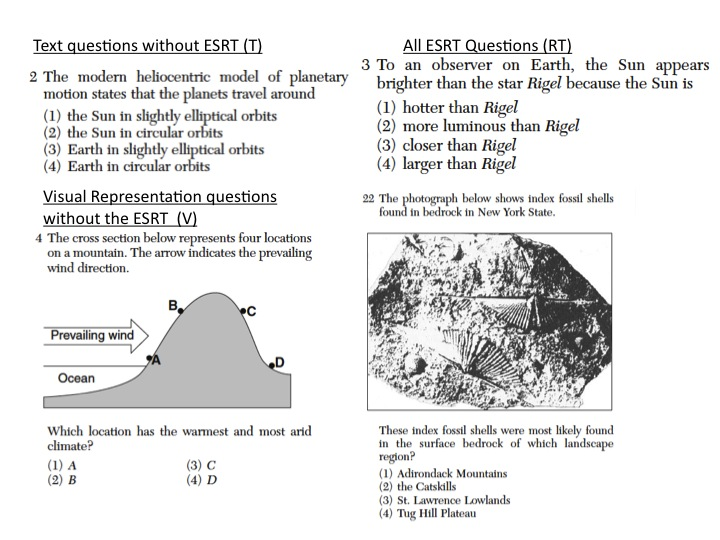 Text questions without ESRT (T)
2 The modern heliocentric model of planetary
motion states that the planets travel around
(1) the Sun in slightly elliptical orbits
(2) the Sun in circular orbits
(3) Earth in slightly elliptical orbits
(4) Earth in circular orbits
Visual Representation questions
without the ESRT (V)
4 The cross section below represents four locations
on a mountain. The arrow indicates the prevailing
wind direction.
B
C
Prevailing wind
A
D
Ocean
Which location has the warmest and most arid
climate?
(1) A (3) C
(2) B (4) D
All ESRT Questions (RT)
3 To an observer on Earth, the Sun appears
brighter than the star Rigel because the Sun is
(1) hotter than Rigel
(2) more luminous than Rigel
(3) closer than Rigel
(4) larger than Rigel
22 The photograph below shows index fossil shells
found in bedrock in New York State.
These index fossil shells were most likely found
in the surface bedrock of which landscape
region?
(1) Adirondack Mountains
(2) the Catskills
(3) St. Lawrence Lowlands
(4) Tug Hill Plateau